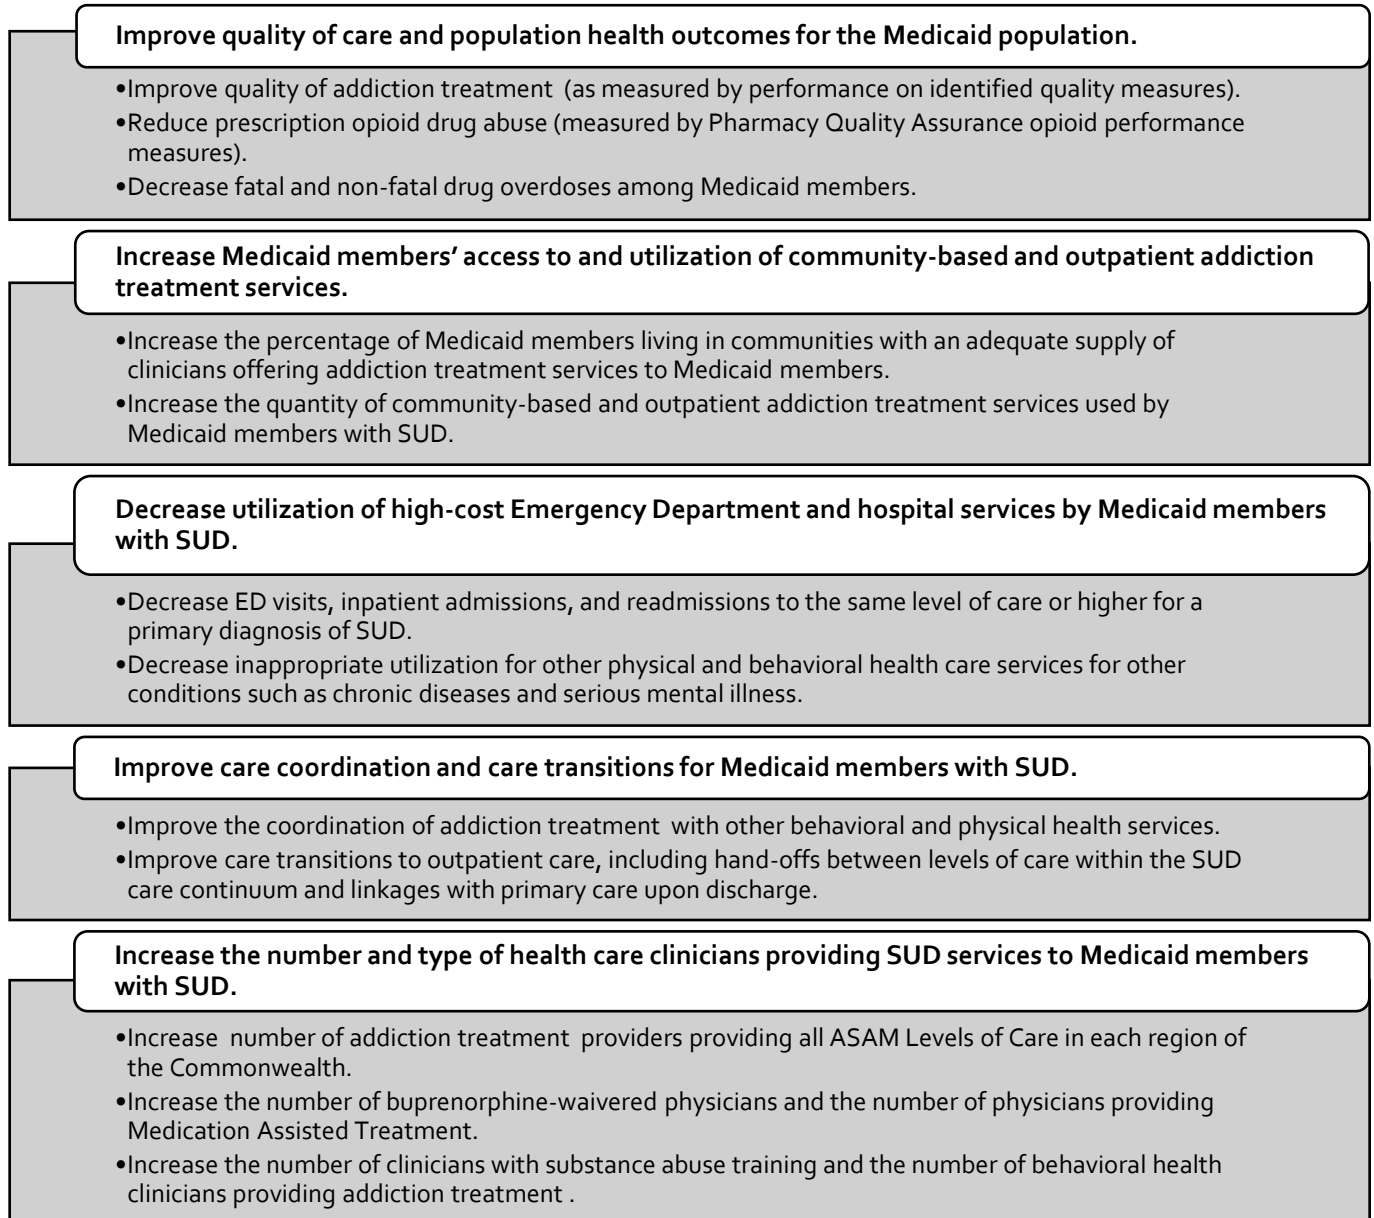 Improve quality of care and population health outcomes for the Medicaid population.
•Improve quality of addiction treatment (as measured by performance on identified quality measures).
•Reduce prescription opioid drug abuse (measured by Pharmacy Quality Assurance opioid performance
measures).
•Decrease fatal and non-fatal drug overdoses among Medicaid members.
Increase Medicaid members’ access to and utilization of community-based and outpatient addiction
treatment services.
•Increase the percentage of Medicaid members living in communities with an adequate supply of
clinicians offering addiction treatment services to Medicaid members.
•Increase the quantity of community-based and outpatient addiction treatment services used by
Medicaid members with SUD.
Decrease utilization of high-cost Emergency Department and hospital services by Medicaid members
with SUD.
•Decrease ED visits, inpatient admissions, and readmissions to the same level of care or higher for a
primary diagnosis of SUD.
•Decrease inappropriate utilization for other physical and behavioral health care services for other
conditions such as chronic diseases and serious mental illness.
Improve care coordination and care transitions for Medicaid members with SUD.
•Improve the coordination of addiction treatment with other behavioral and physical health services.
•Improve care transitions to outpatient care, including hand-offs between levels of care within the SUD
care continuum and linkages with primary care upon discharge.
Increase the number and type of health care clinicians providing SUD services to Medicaid members
with SUD.
•Increase number of addiction treatment providers providing all ASAM Levels of Care in each region of
the Commonwealth.
•Increase the number of buprenorphine-waivered physicians and the number of physicians providing
Medication Assisted Treatment.
•Increase the number of clinicians with substance abuse training and the number of behavioral health
clinicians providing addiction treatment .